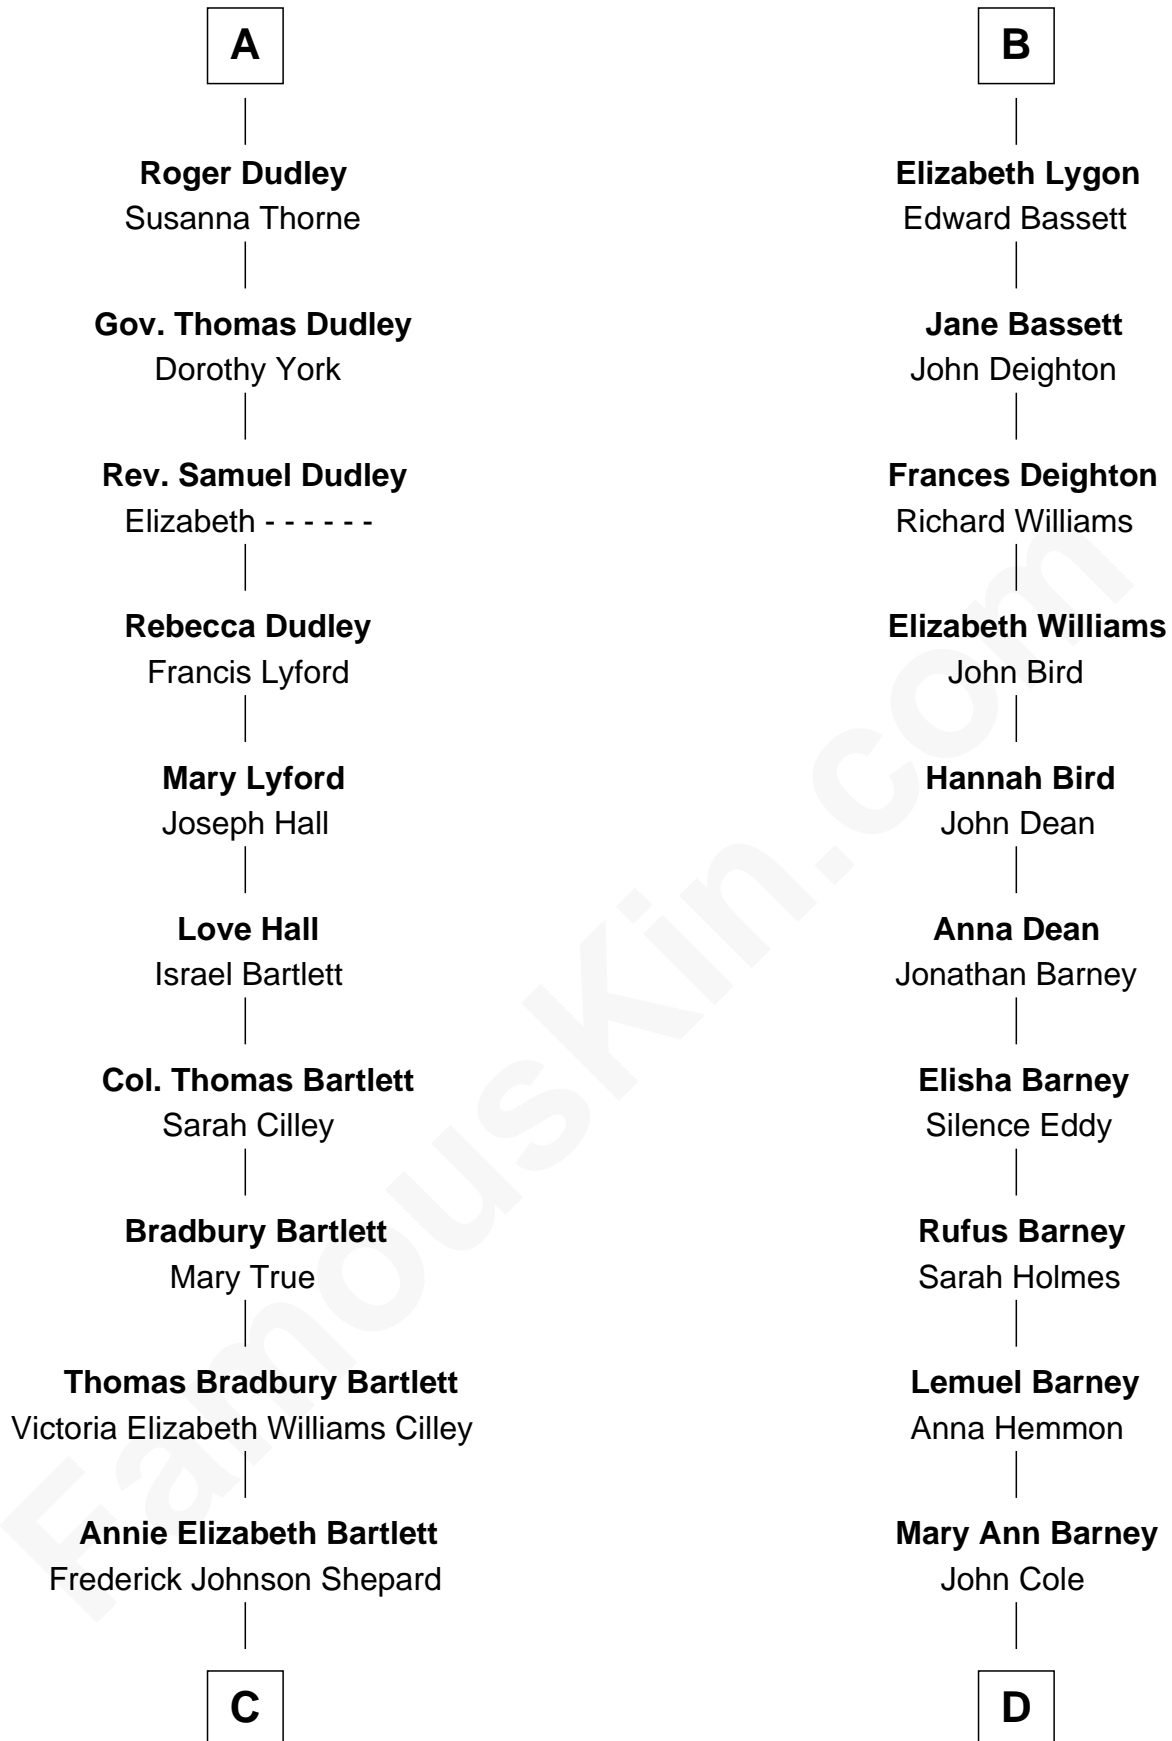 A
Roger Dudley
Susanna Thorne
Gov. Thomas Dudley
Dorothy York
Rev. Samuel Dudley
Elizabeth - - - - - -
Rebecca Dudley
Francis Lyford
Mary Lyford
Joseph Hall
Love Hall
Israel Bartlett
Col. Thomas Bartlett
Sarah Cilley
Bradbury Bartlett
Mary True
Thomas Bradbury Bartlett
Victoria Elizabeth Williams Cilley
Annie Elizabeth Bartlett
Frederick Johnson Shepard
C
B
Elizabeth Lygon
Edward Bassett
Jane Bassett
John Deighton
Frances Deighton
Richard Williams
Elizabeth Williams
John Bird
Hannah Bird
John Dean
Anna Dean
Jonathan Barney
Elisha Barney
Silence Eddy
Rufus Barney
Sarah Holmes
Lemuel Barney
Anna Hemmon
Mary Ann Barney
John Cole
D
FamousKin.com